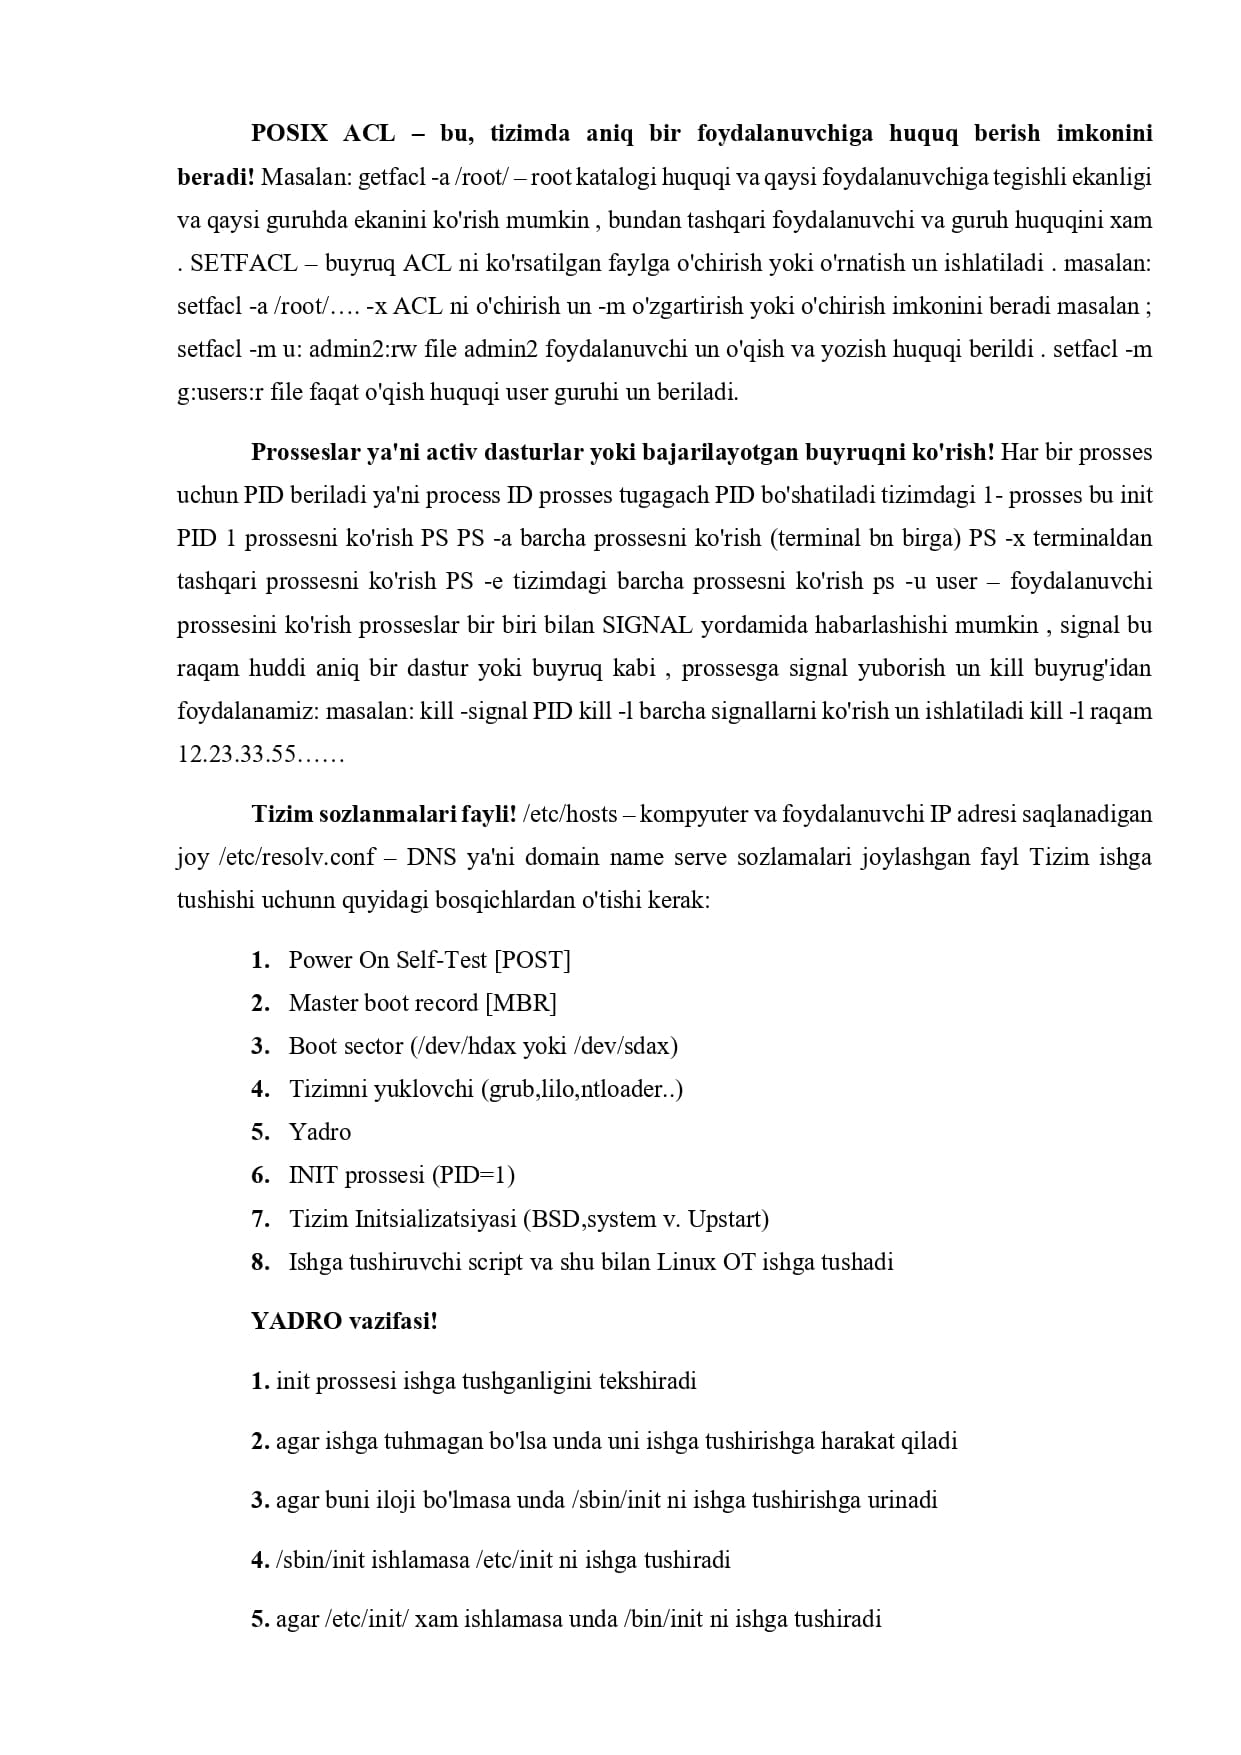 POSIX ACL – bu, tizimda aniq bir foydalanuvchiga huquq berish imkonini
beradi! Masalan: getfacl -a /root/ – root katalogi huquqi va qaysi foydalanuvchiga tegishli ekanligi
va qaysi guruhda ekanini ko'rish mumkin , bundan tashqari foydalanuvchi va guruh huquqini xam
. SETFACL – buyruq ACL ni ko'rsatilgan faylga o'chirish yoki o'rnatish un ishlatiladi . masalan:
setfacl -a /root/…. -x ACL ni o'chirish un -m o'zgartirish yoki o'chirish imkonini beradi masalan ;
setfacl -m u: admin2:rw file admin2 foydalanuvchi un o'qish va yozish huquqi berildi . setfacl -m
g:users:r file faqat o'qish huquqi user guruhi un beriladi.
Prosseslar ya'ni activ dasturlar yoki bajarilayotgan buyruqni ko'rish! Har bir prosses
uchun PID beriladi ya'ni process ID prosses tugagach PID bo'shatiladi tizimdagi 1- prosses bu init
PID 1 prossesni ko'rish PS PS -a barcha prossesni ko'rish (terminal bn birga) PS -x terminaldan
tashqari prossesni ko'rish PS -e tizimdagi barcha prossesni ko'rish ps -u user – foydalanuvchi
prossesini ko'rish prosseslar bir biri bilan SIGNAL yordamida habarlashishi mumkin , signal bu
raqam huddi aniq bir dastur yoki buyruq kabi , prossesga signal yuborish un kill buyrug'idan
foydalanamiz: masalan: kill -signal PID kill -l barcha signallarni ko'rish un ishlatiladi kill -l raqam
12.23.33.55……
Tizim sozlanmalari fayli! /etc/hosts – kompyuter va foydalanuvchi IP adresi saqlanadigan
joy /etc/resolv.conf – DNS ya'ni domain name serve sozlamalari joylashgan fayl Tizim ishga
tushishi uchunn quyidagi bosqichlardan o'tishi kerak:
1. Power On Self-Test [POST]
2. Master boot record [MBR]
3. Boot sector (/dev/hdax yoki /dev/sdax)
4. Tizimni yuklovchi (grub,lilo,ntloader..)
5. Yadro
6. INIT prossesi (PID=1)
7. Tizim Initsializatsiyasi (BSD,system v. Upstart)
8. Ishga tushiruvchi script va shu bilan Linux OT ishga tushadi
YADRO vazifasi!
1. init prossesi ishga tushganligini tekshiradi
2. agar ishga tuhmagan bo'lsa unda uni ishga tushirishga harakat qiladi
3. agar buni iloji bo'lmasa unda /sbin/init ni ishga tushirishga urinadi
4. /sbin/init ishlamasa /etc/init ni ishga tushiradi
5. agar /etc/init/ xam ishlamasa unda /bin/init ni ishga tushiradi